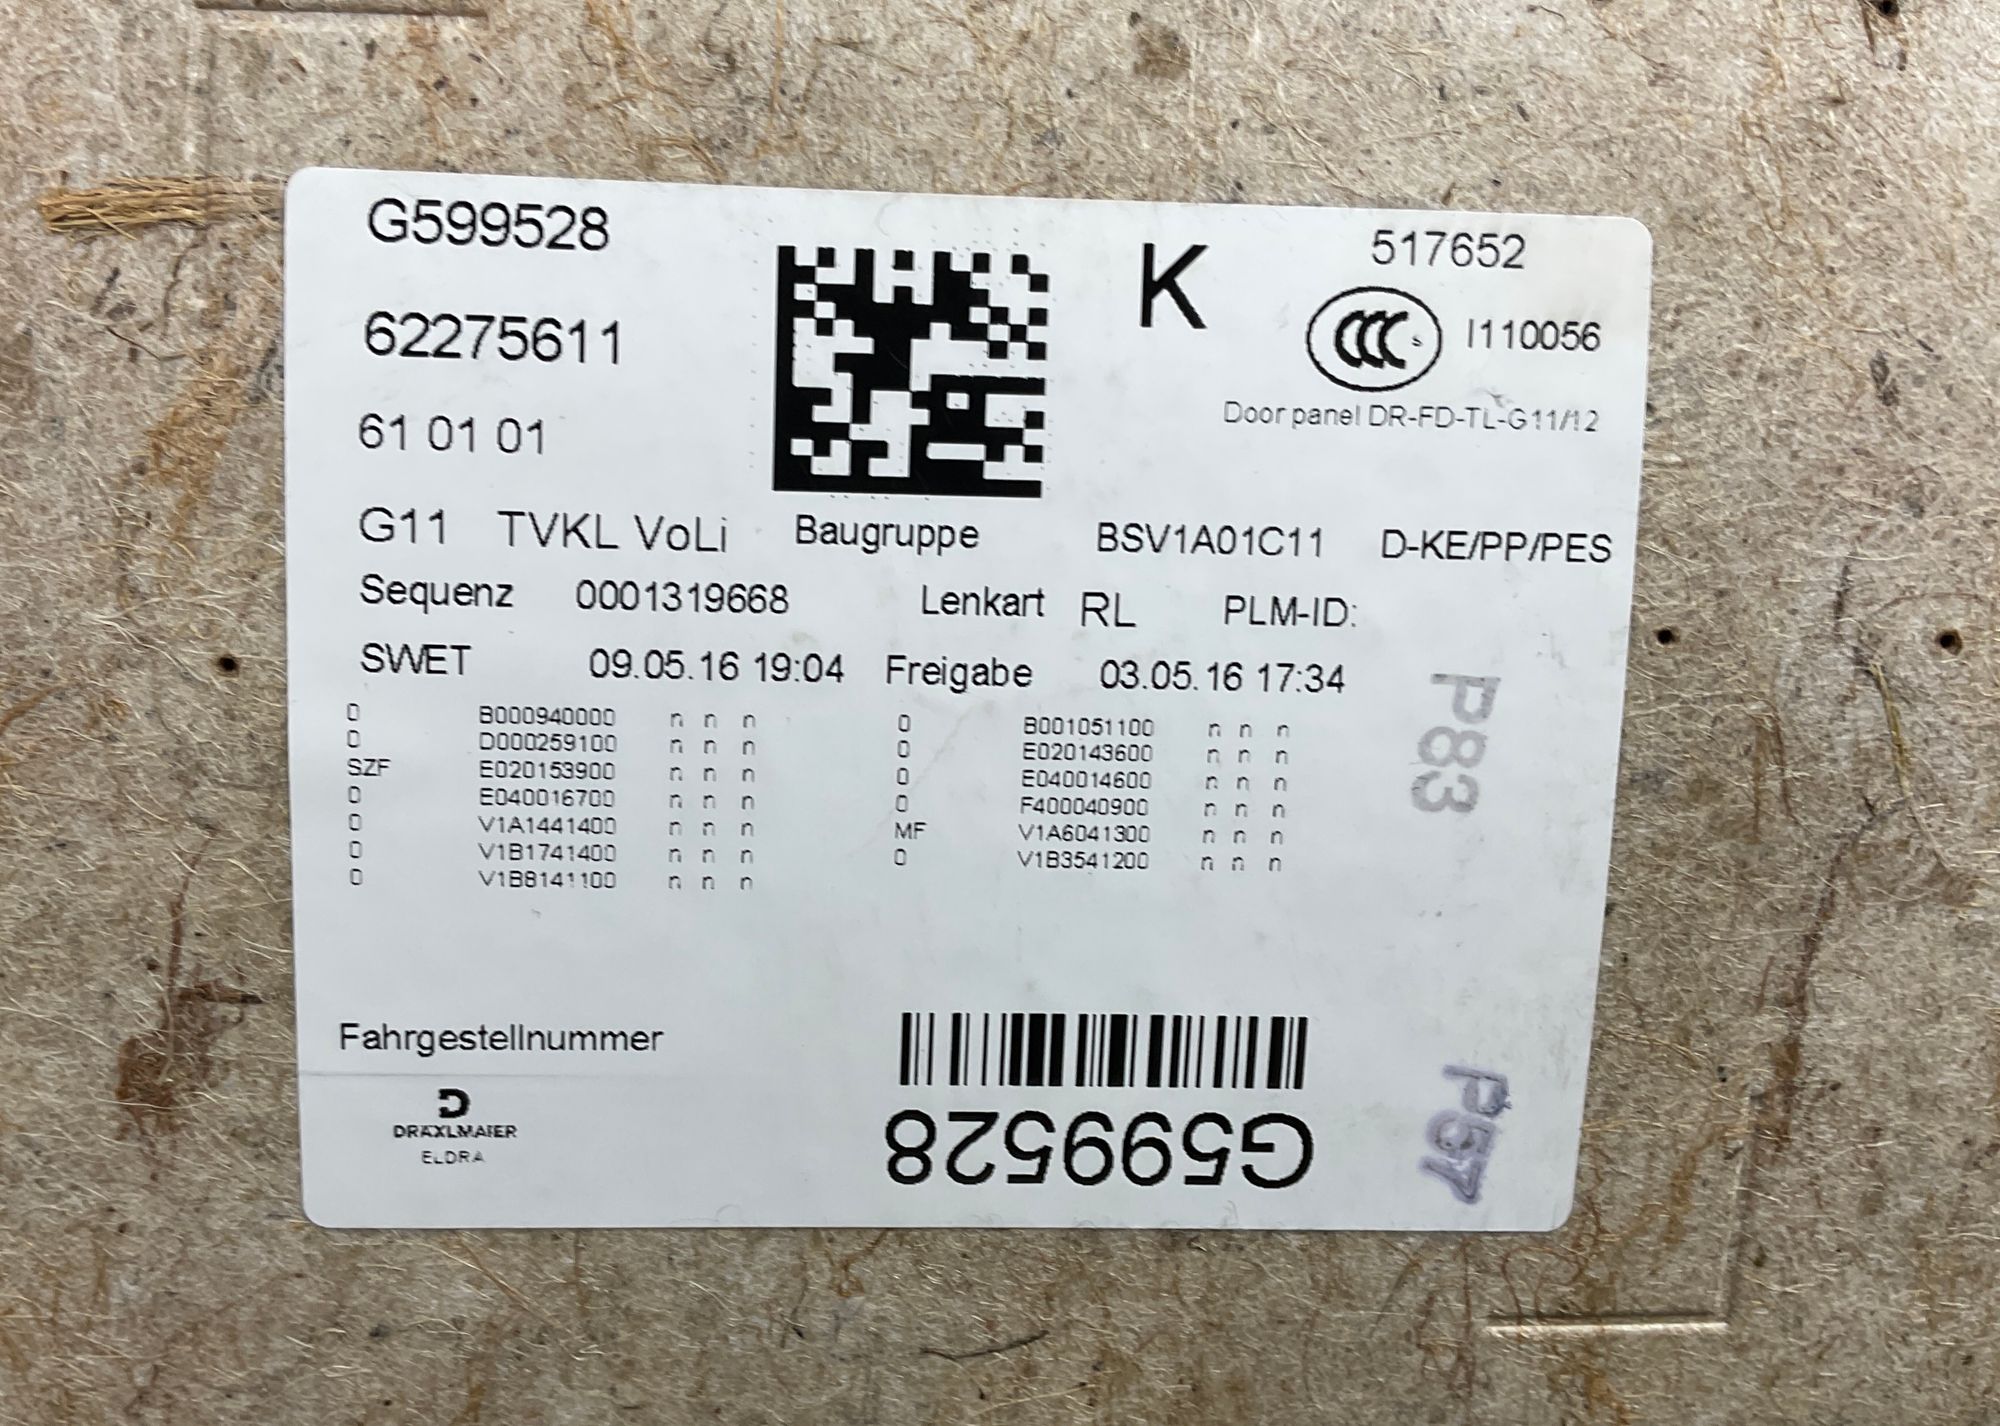 G599528
62275611
61 01 01
K
517652
CCC S I110056
Door panel DR-FD-TL-G11/12
G11 TVKL VoLi Baugruppe BSV1A01C11 D-KE/PP/PES
Sequenz 0001319668 Lenkart RL PLM-ID:
SWET 09.05.16 19:04 Freigabe 03.05.16 17:34
0 B000940000 n n n 0 B001051100 n n n
0 D000259100 n n n 0 E020143600 n n n
SZF E020153900 n n n 0 E040014600 n n n
0 E040016700 n n n 0 F400040900 n n n
0 V1A1441400 n n n MF V1A6041300 n n n
0 V1B1741400 n n n 0 V1B3541200 n n n
0 V1B8141100 n n n
P83
Fahrgestellnummer
DRÄXLMAIER
ELDRA
G599528
P57